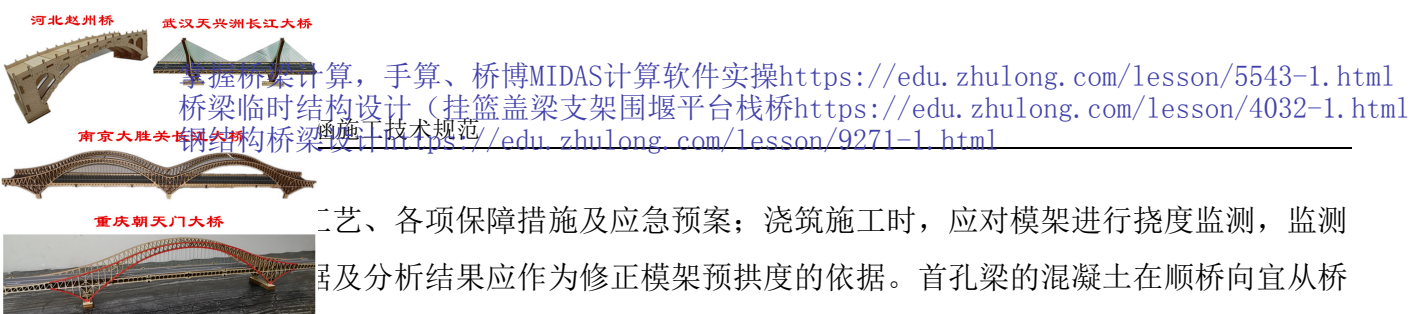 河北赵州桥
武汉天兴洲长江大桥
掌握桥梁计算，手算、桥博MIDAS计算软件实操https://edu.zhulong.com/lesson/5543-1.html
桥梁临时结构设计（挂篮盖梁支架围堰平台栈桥https://edu.zhulong.com/lesson/4032-1.html
涵施工技术规范
南京大胜关长江大桥
钢结构桥梁设计https://edu.zhulong.com/lesson/9271-1.html
重庆朝天门大桥
工艺、各项保障措施及应急预案；浇筑施工时，应对模架进行挠度监测，监测
据及分析结果应作为修正模架预拱度的依据。首孔梁的混凝土在顺桥向宜从桥